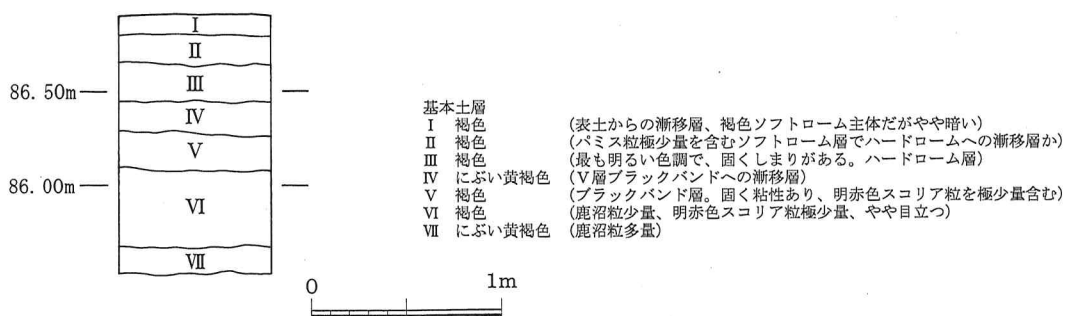 Ⅰ
Ⅱ
Ⅲ
86.50m
Ⅳ
Ⅴ
86.00m
Ⅵ
Ⅶ
基本土層
Ⅰ 褐色 (表土からの漸移層、褐色ソフトローム主体だがやや暗い)
Ⅱ 褐色 (パミス粒極少量を含むソフトローム層でハードロームへの漸移層か)
Ⅲ 褐色 (最も明るい色調で、固くしまりがある。ハードローム層)
Ⅳ にぶい黄褐色 (Ⅴ層ブラックバンドへの漸移層)
Ⅴ 褐色 (ブラックバンド層。固く粘性あり、明赤色スコリア粒を極少量含む)
Ⅵ 褐色 (鹿沼粒少量、明赤色スコリア粒極少量、やや目立つ)
Ⅶ にぶい黄褐色 (鹿沼粒多量)
0 1m